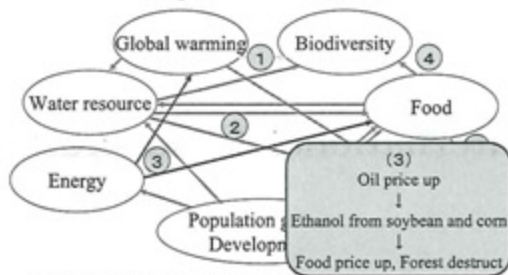 Global warming
①
Biodiversity
④
Water resource
②
Food
③
Energy
Population
Developm
(3)
Oil price up
↓
Ethanol from soybean and corn
↓
Food price up, Forest destruct